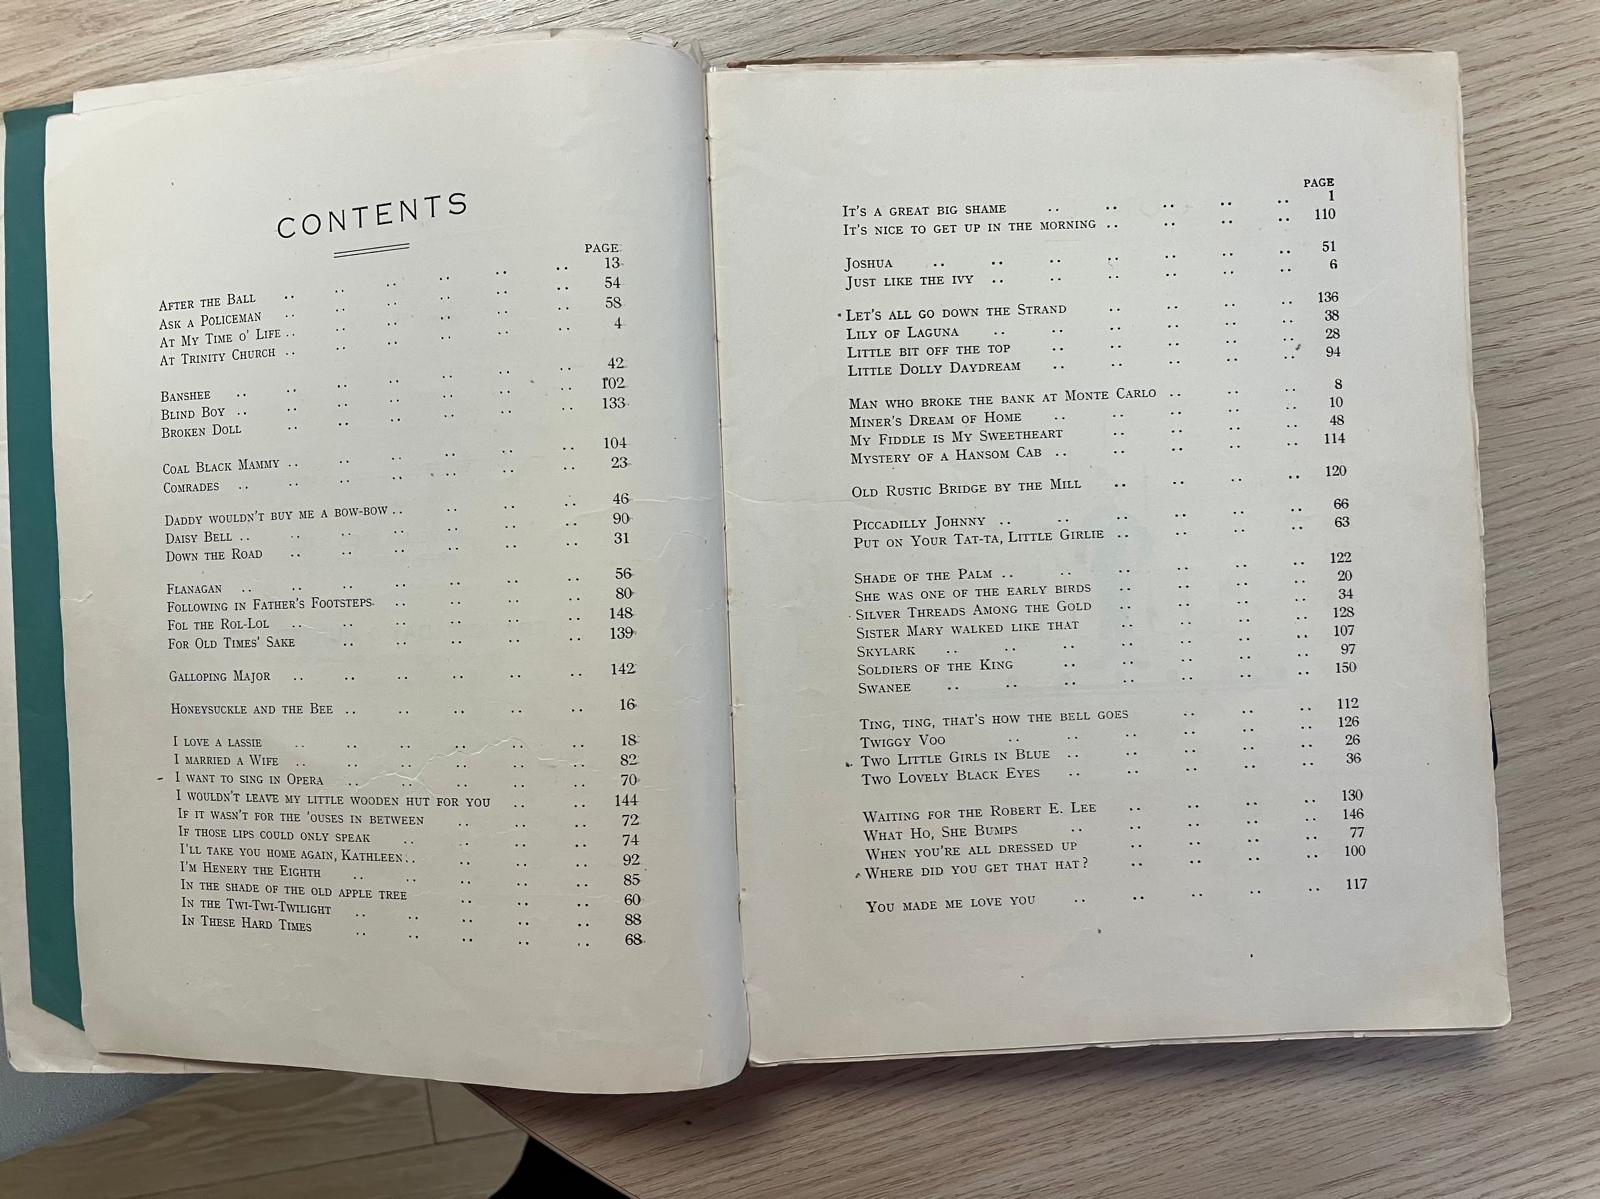 CONTENTS
PAGE
AFTER THE BALL .. .. .. .. .. .. 13
ASK A POLICEMAN .. .. .. .. .. .. 54
AT MY TIME O' LIFE .. .. .. .. .. .. 58
AT TRINITY CHURCH .. .. .. .. .. .. 4
BANSHEE .. .. .. .. .. .. 42
BLIND BOY .. .. .. .. .. .. 102
BROKEN DOLL .. .. .. .. .. .. 133
COAL BLACK MAMMY .. .. .. .. .. .. 104
COMRADES .. .. .. .. .. .. 23
DADDY WOULDN'T BUY ME A BOW-BOW .. .. .. .. 46
DAISY BELL .. .. .. .. .. .. 90
DOWN THE ROAD .. .. .. .. .. .. 31
FLANAGAN .. .. .. .. .. .. 56
FOLLOWING IN FATHER'S FOOTSTEPS .. .. .. .. 80
FOL THE ROL-LOL .. .. .. .. .. .. 148
FOR OLD TIMES' SAKE .. .. .. .. .. 139
GALLOPING MAJOR .. .. .. .. .. .. 142
HONEYSUCKLE AND THE BEE .. .. .. .. .. 16
I LOVE A LASSIE .. .. .. .. .. .. 18
I MARRIED A WIFE .. .. .. .. .. .. 82
I WANT TO SING IN OPERA .. .. .. .. .. 70
I WOULDN'T LEAVE MY LITTLE WOODEN HUT FOR YOU .. .. 144
IF IT WASN'T FOR THE 'OUSES IN BETWEEN .. .. .. 72
IF THOSE LIPS COULD ONLY SPEAK .. .. .. .. 74
I'LL TAKE YOU HOME AGAIN, KATHLEEN .. .. .. .. 92
I'M HENERY THE EIGHTH .. .. .. .. .. 85
IN THE SHADE OF THE OLD APPLE TREE .. .. .. 60
IN THE TWI-TWI-TWILIGHT .. .. .. .. .. 88
IN THESE HARD TIMES .. .. .. .. .. 68
PAGE
IT'S A GREAT BIG SHAME .. .. .. .. .. 1
IT'S NICE TO GET UP IN THE MORNING .. .. .. .. 110
JOSHUA .. .. .. .. .. .. .. 51
JUST LIKE THE IVY .. .. .. .. .. .. 6
LET'S ALL GO DOWN THE STRAND .. .. .. .. 136
LILY OF LAGUNA .. .. .. .. .. .. 38
LITTLE BIT OFF THE TOP .. .. .. .. .. 28
LITTLE DOLLY DAYDREAM .. .. .. .. .. 94
MAN WHO BROKE THE BANK AT MONTE CARLO .. .. .. 8
MINER'S DREAM OF HOME .. .. .. .. .. 10
MY FIDDLE IS MY SWEETHEART .. .. .. .. 48
MYSTERY OF A HANSOM CAB .. .. .. .. .. 114
OLD RUSTIC BRIDGE BY THE MILL .. .. .. .. 120
PICCADILLY JOHNNY .. .. .. .. .. .. 66
PUT ON YOUR TAT-TA, LITTLE GIRLIE .. .. .. .. 63
SHADE OF THE PALM .. .. .. .. .. .. 122
SHE WAS ONE OF THE EARLY BIRDS .. .. .. .. 20
SILVER THREADS AMONG THE GOLD .. .. .. .. 34
SISTER MARY WALKED LIKE THAT .. .. .. .. 128
SKYLARK .. .. .. .. .. .. .. 107
SOLDIERS OF THE KING .. .. .. .. .. 97
SWANEE .. .. .. .. .. .. .. 150
TING, TING, THAT'S HOW THE BELL GOES .. .. .. 112
TWIGGY VOO .. .. .. .. .. .. 126
TWO LITTLE GIRLS IN BLUE .. .. .. .. .. 26
TWO LOVELY BLACK EYES .. .. .. .. .. 36
WAITING FOR THE ROBERT E. LEE .. .. .. .. 130
WHAT HO, SHE BUMPS .. .. .. .. .. 146
WHEN YOU'RE ALL DRESSED UP .. .. .. .. 77
WHERE DID YOU GET THAT HAT? .. .. .. .. 100
YOU MADE ME LOVE YOU .. .. .. .. .. 117